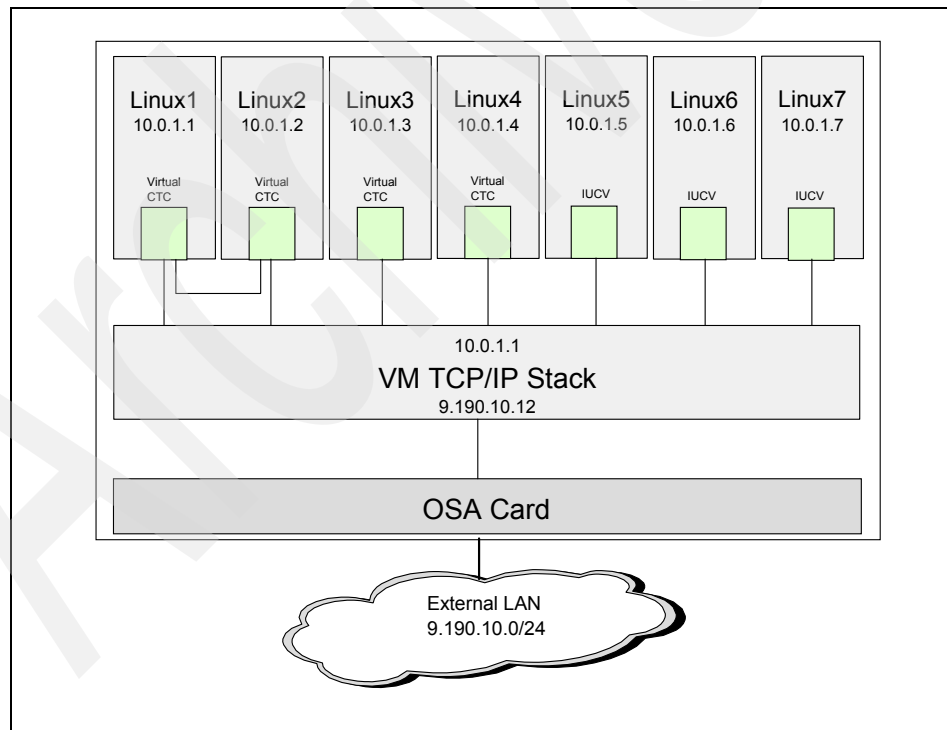 Linux1
10.0.1.1
Virtual
CTC
Linux2
10.0.1.2
Virtual
CTC
Linux3
10.0.1.3
Virtual
CTC
Linux4
10.0.1.4
Virtual
CTC
Linux5
10.0.1.5
IUCV
Linux6
10.0.1.6
IUCV
Linux7
10.0.1.7
IUCV
10.0.1.1
VM TCP/IP Stack
9.190.10.12
OSA Card
External LAN
9.190.10.0/24
Archive